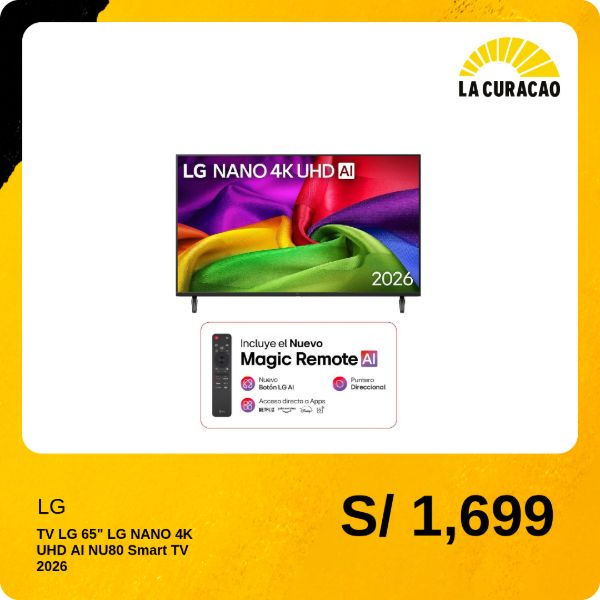 LA CURACAO
LG NANO 4K UHD AI
2026
Incluye el Nuevo
Magic Remote AI
Nuevo
Botón LG AI
Puntero
Direccional
Acceso directo a Apps
NETFLIX
LG
S/ 1,699
TV LG 65" LG NANO 4K
UHD AI NU80 Smart TV
2026